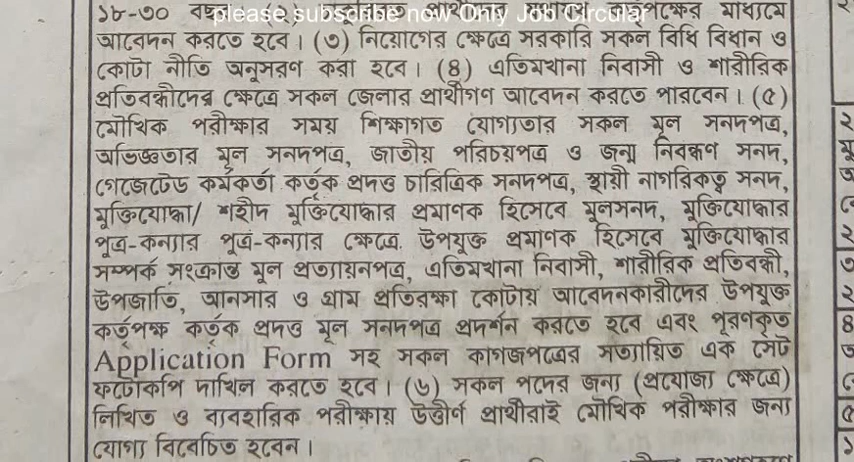 ১৮-৩০ বছর
please subscribe now Only Job Circular
মাধ্যমে
আবেদন করতে হবে। (৩) নিয়োগের ক্ষেত্রে সরকারি সকল বিধি বিধান ও
কোটা নীতি অনুসরণ করা হবে। (৪) এতিমখানা নিবাসী ও শারীরিক
প্রতিবন্ধীদের ক্ষেত্রে সকল জেলার প্রার্থীগণ আবেদন করতে পারবেন। (৫)
মৌখিক পরীক্ষার সময় শিক্ষাগত যোগ্যতার সকল মূল সনদপত্র,
অভিজ্ঞতার মূল সনদপত্র, জাতীয় পরিচয়পত্র ও জন্ম নিবন্ধণ সনদ,
গেজেটেড কর্মকর্তা কর্তৃক প্রদত্ত চারিত্রিক সনদপত্র, স্থায়ী নাগরিকত্ব সনদ,
মুক্তিযোদ্ধা/ শহীদ মুক্তিযোদ্ধার প্রমাণক হিসেবে মূলসনদ, মুক্তিযোদ্ধার
পুত্র-কন্যার পুত্র-কন্যার ক্ষেত্রে উপযুক্ত প্রমাণক হিসেবে মুক্তিযোদ্ধার
সম্পর্ক সংক্রান্ত মূল প্রত্যায়নপত্র, এতিমখানা নিবাসী, শারীরিক প্রতিবন্ধী,
উপজাতি, আনসার ও গ্রাম প্রতিরক্ষা কোটায় আবেদনকারীদের উপযুক্ত
কর্তৃপক্ষ কর্তৃক প্রদত্ত মূল সনদপত্র প্রদর্শন করতে হবে এবং পূরণকৃত
Application Form সহ সকল কাগজপত্রের সত্যায়িত এক সেট
ফটোকপি দাখিল করতে হবে। (৬) সকল পদের জন্য (প্রযোজ্য ক্ষেত্রে)
লিখিত ও ব্যবহারিক পরীক্ষায় উত্তীর্ণ প্রার্থীরাই মৌখিক পরীক্ষার জন্য
যোগ্য বিবেচিত হবেন।